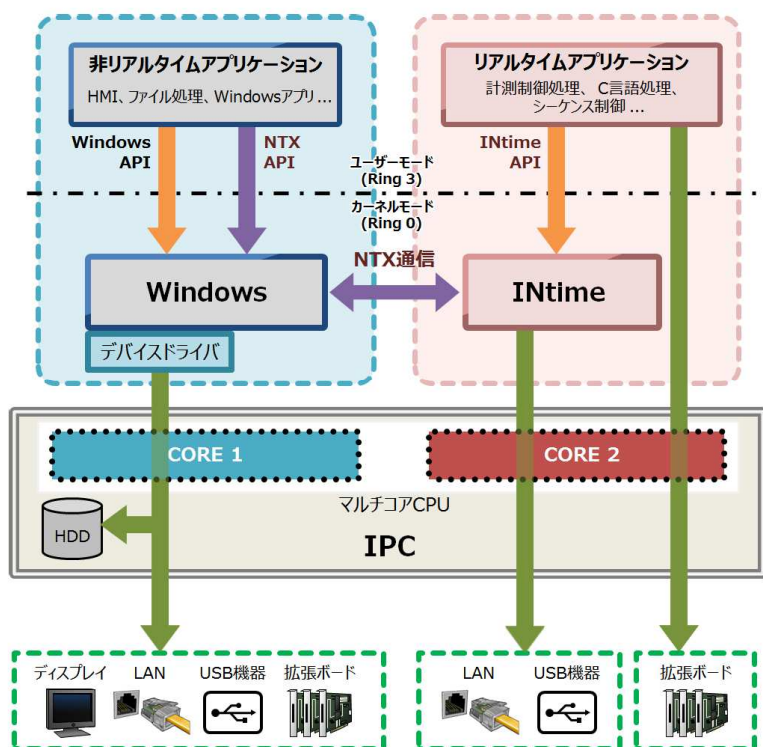 非リアルタイムアプリケーション
HMI、ファイル処理、Windowsアプリ...
リアルタイムアプリケーション
計測制御処理、C言語処理、
シーケンス制御 ...
Windows
API
NTX
API
INtime
API
ユーザーモード
(Ring 3)
カーネルモード
(Ring 0)
NTX通信
Windows
INtime
デバイスドライバ
CORE 1
CORE 2
マルチコアCPU
HDD
IPC
ディスプレイ
LAN
USB機器
拡張ボード
LAN
USB機器
拡張ボード